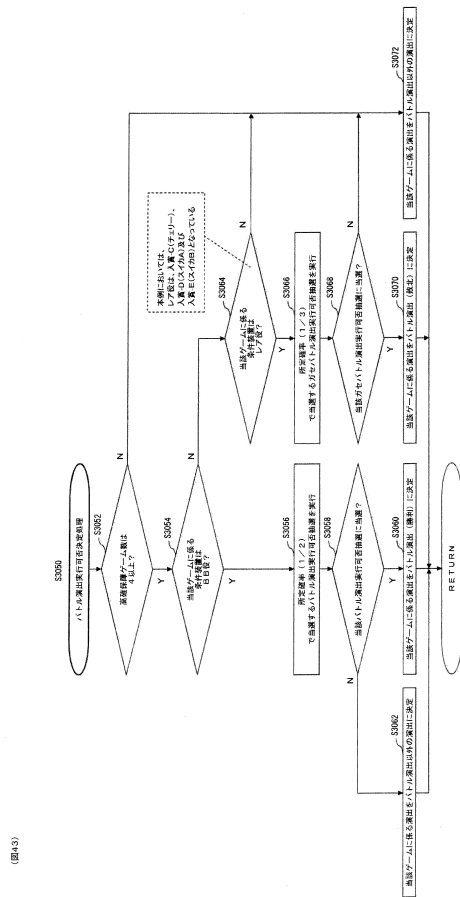 (図43)
S3050
バトル演出実行可否決定処理
S3052
高確保障ゲーム数は
4以上?
Y
N
S3054
当該ゲームに係る
条件装置は
BB役?
Y
N
S3056
所定確率(1/2)
で当選するバトル演出実行可否抽選を実行
S3058
当該バトル演出実行可否抽選に当選?
Y
N
S3060
当該ゲームに係る演出をバトル演出(勝利)に決定
S3062
当該ゲームに係る演出をバトル演出以外の演出に決定
本例においては、
レア役は、入賞-C(チェリー)、
入賞-D(スイカA)及び
入賞-E(スイカB)となっている
S3064
当該ゲームに係る
条件装置は
レア役?
Y
N
S3066
所定確率(1/3)
で当選するガセバトル演出実行可否抽選を実行
S3068
当該ガセバトル演出実行可否抽選に当選?
Y
N
S3070
当該ゲームに係る演出をバトル演出(敗北)に決定
S3072
当該ゲームに係る演出をバトル演出以外の演出に決定
RETURN